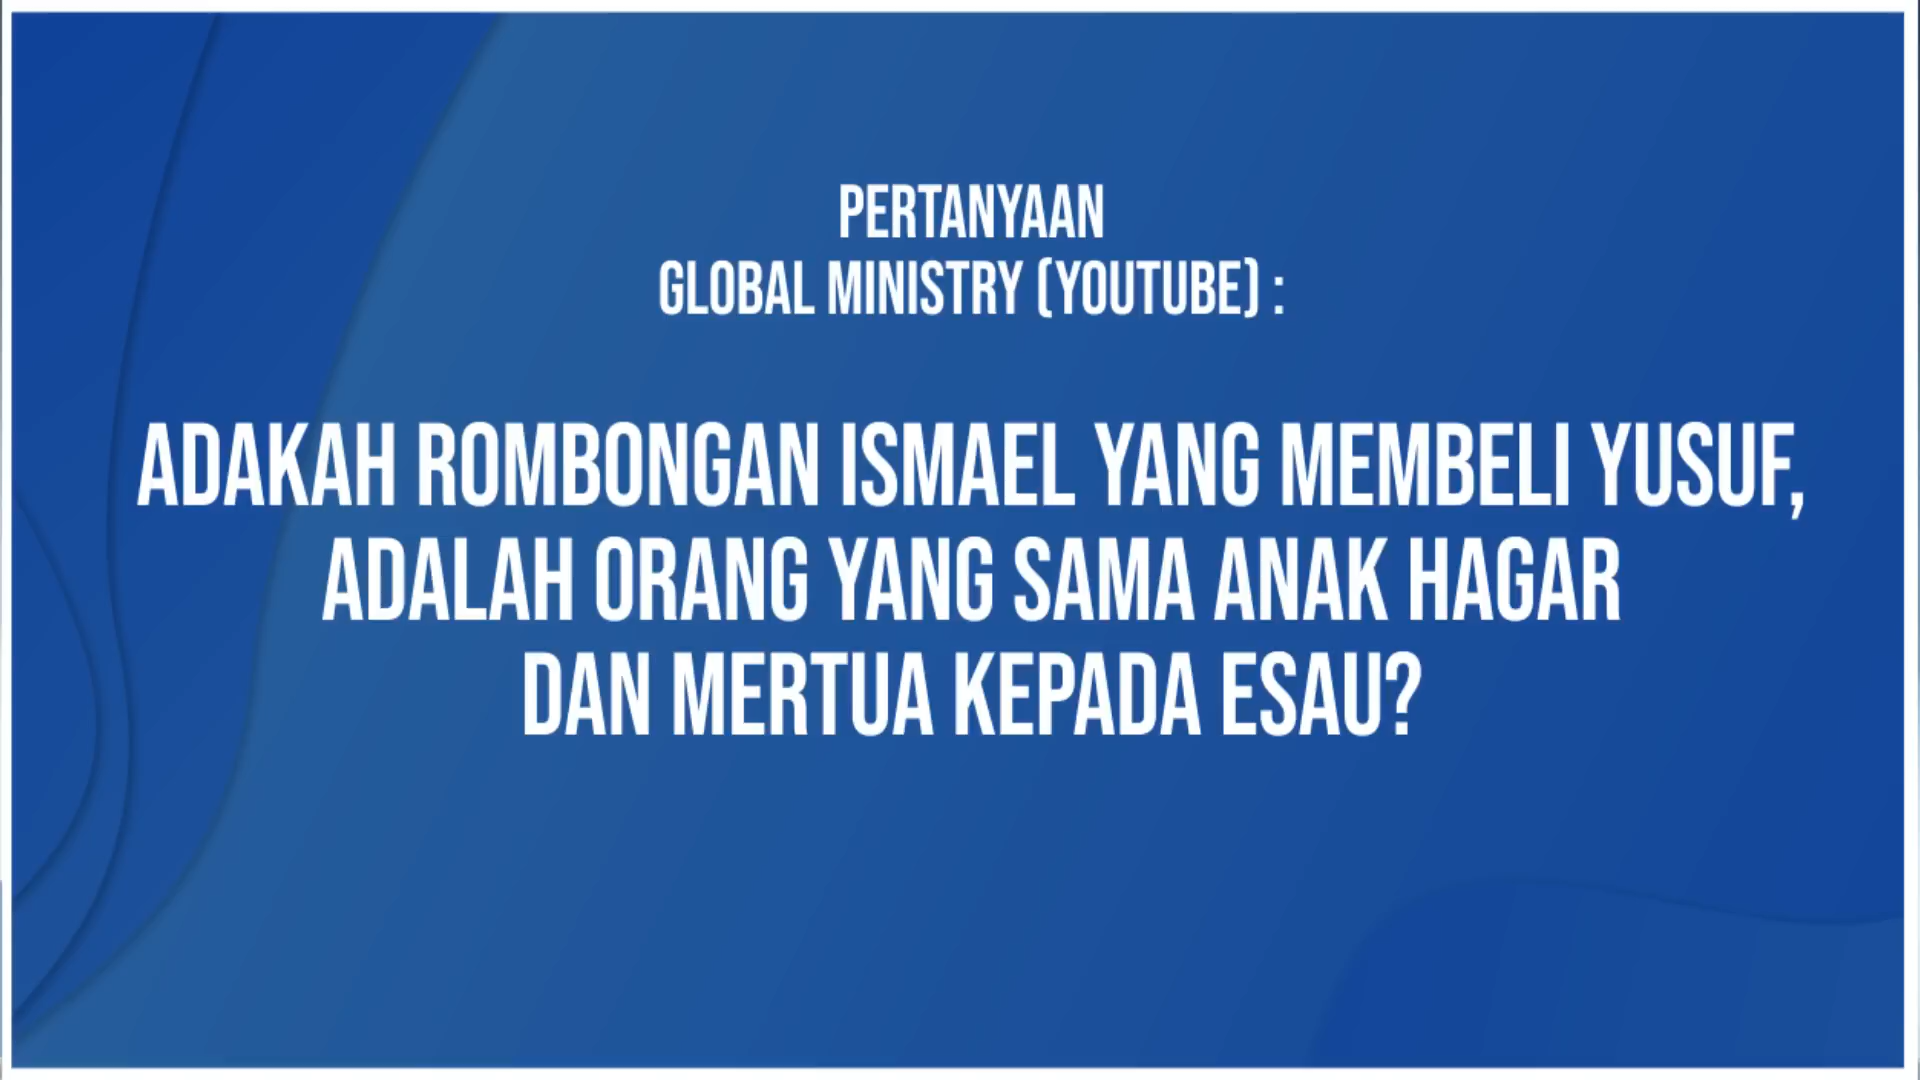 PERTANYAAN
GLOBAL MINISTRY (YOUTUBE) :
ADAKAH ROMBONGAN ISMAEL YANG MEMBELI YUSUF,
ADALAH ORANG YANG SAMA ANAK HAGAR
DAN MERTUA KEPADA ESAU?